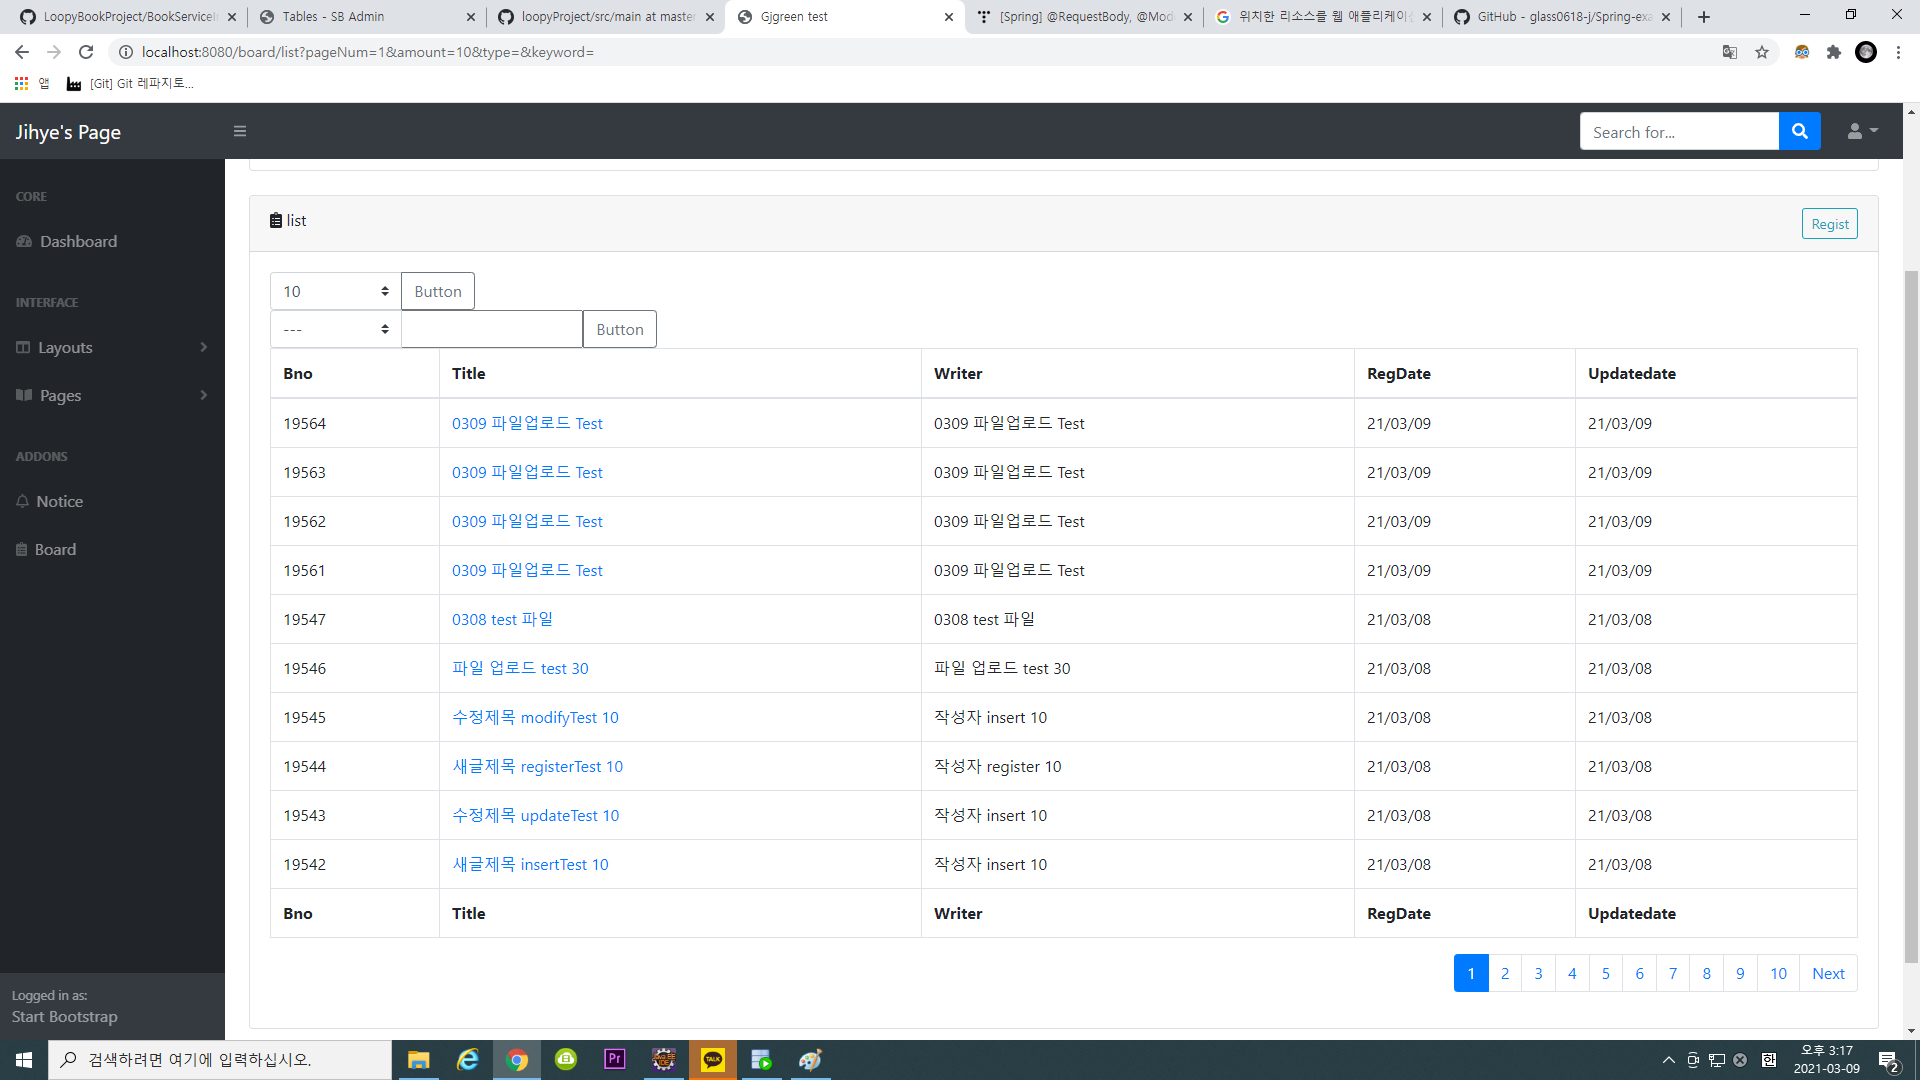 LoopyBookProject/BookServiceI
Tables - SB Admin
loopyProject/src/main at master
Gjgreen test
[Spring] @RequestBody, @Mod
위치한 리소스를 웹 애플리케이션
GitHub - glass0618-j/Spring-exa
localhost:8080/board/list?pageNum=1&amount=10&type=&keyword=
앱
[Git] Git 레파지토...
Jihye's Page
Search for...
CORE
Dashboard
INTERFACE
Layouts
Pages
ADDONS
Notice
Board
Logged in as:
Start Bootstrap
list
Regist
10
Button
---
Button
Bno Title Writer RegDate Updatedate
19564 0309 파일업로드 Test 0309 파일업로드 Test 21/03/09 21/03/09
19563 0309 파일업로드 Test 0309 파일업로드 Test 21/03/09 21/03/09
19562 0309 파일업로드 Test 0309 파일업로드 Test 21/03/09 21/03/09
19561 0309 파일업로드 Test 0309 파일업로드 Test 21/03/09 21/03/09
19547 0308 test 파일 0308 test 파일 21/03/08 21/03/08
19546 파일 업로드 test 30 파일 업로드 test 30 21/03/08 21/03/08
19545 수정제목 modifyTest 10 작성자 insert 10 21/03/08 21/03/08
19544 새글제목 registerTest 10 작성자 register 10 21/03/08 21/03/08
19543 수정제목 updateTest 10 작성자 insert 10 21/03/08 21/03/08
19542 새글제목 insertTest 10 작성자 insert 10 21/03/08 21/03/08
Bno Title Writer RegDate Updatedate
1 2 3 4 5 6 7 8 9 10 Next
검색하려면 여기에 입력하십시오.
Pr
TALK
한
오후 3:17
2021-03-09
2